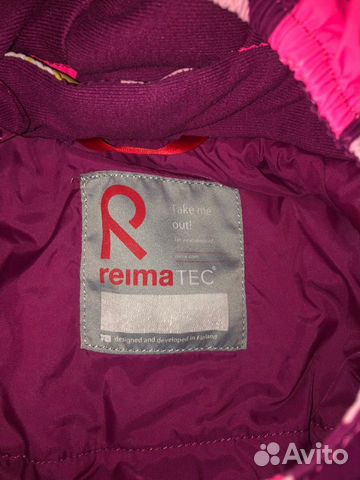 Take me
out!
reima TEC®
designed and developed in Finland
Avito